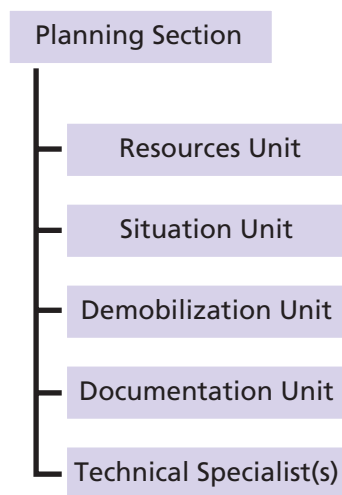 Planning Section
Resources Unit
Situation Unit
Demobilization Unit
Documentation Unit
Technical Specialist(s)